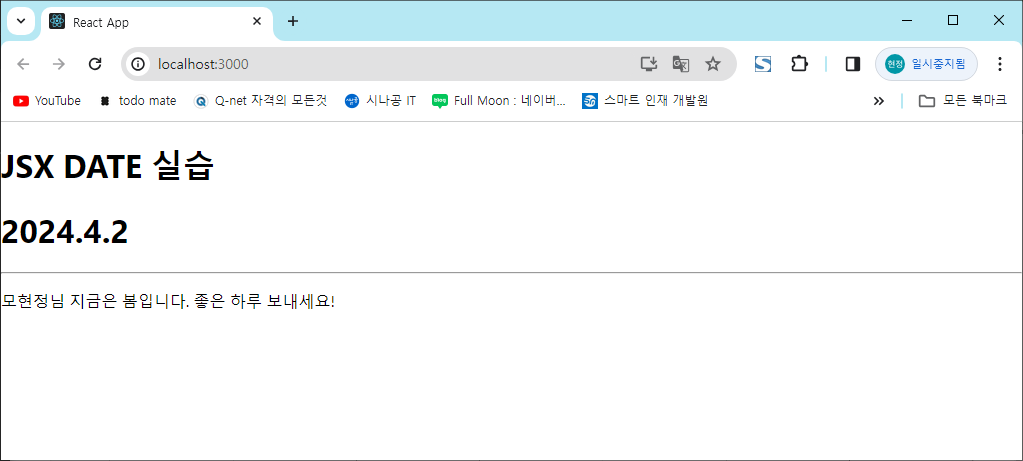 React App
localhost:3000
현정 일시중지됨
YouTube todo mate Q-net 자격의 모든것 시나공 IT Full Moon : 네이버... 스마트 인재 개발원 모든 북마크
JSX DATE 실습
2024.4.2
모현정님 지금은 봄입니다. 좋은 하루 보내세요!